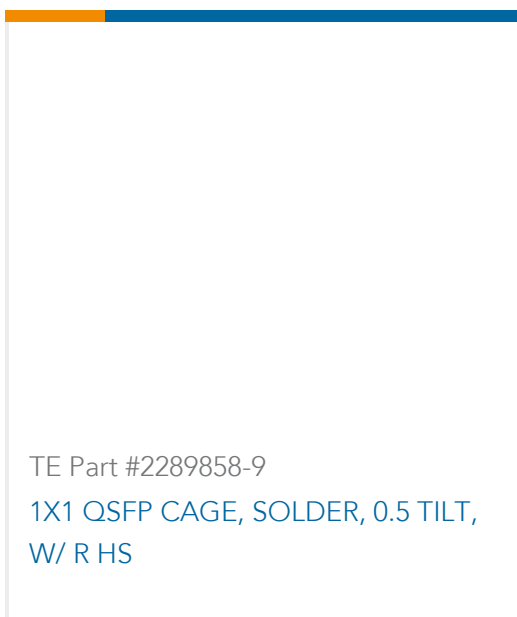 TE Part #2289858-9
1X1 QSFP CAGE, SOLDER, 0.5 TILT,
W/ R HS